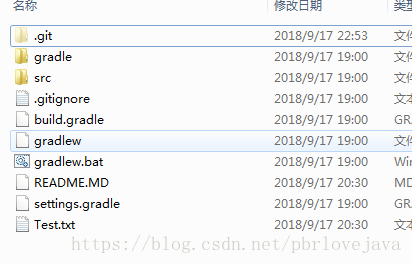 名称 修改日期 类型
.git 2018/9/17 22:53 文件
gradle 2018/9/17 19:00 文件
src 2018/9/17 19:00 文件
.gitignore 2018/9/17 19:00 文本
build.gradle 2018/9/17 19:00 GRA
gradlew 2018/9/17 19:00 文件
gradlew.bat 2018/9/17 19:00 Win
README.MD 2018/9/17 20:30 MD
settings.gradle 2018/9/17 19:00 GRA
Test.txt 2018/9/17 20:30 文本
https://blog.csdn.net/pbrlovejava